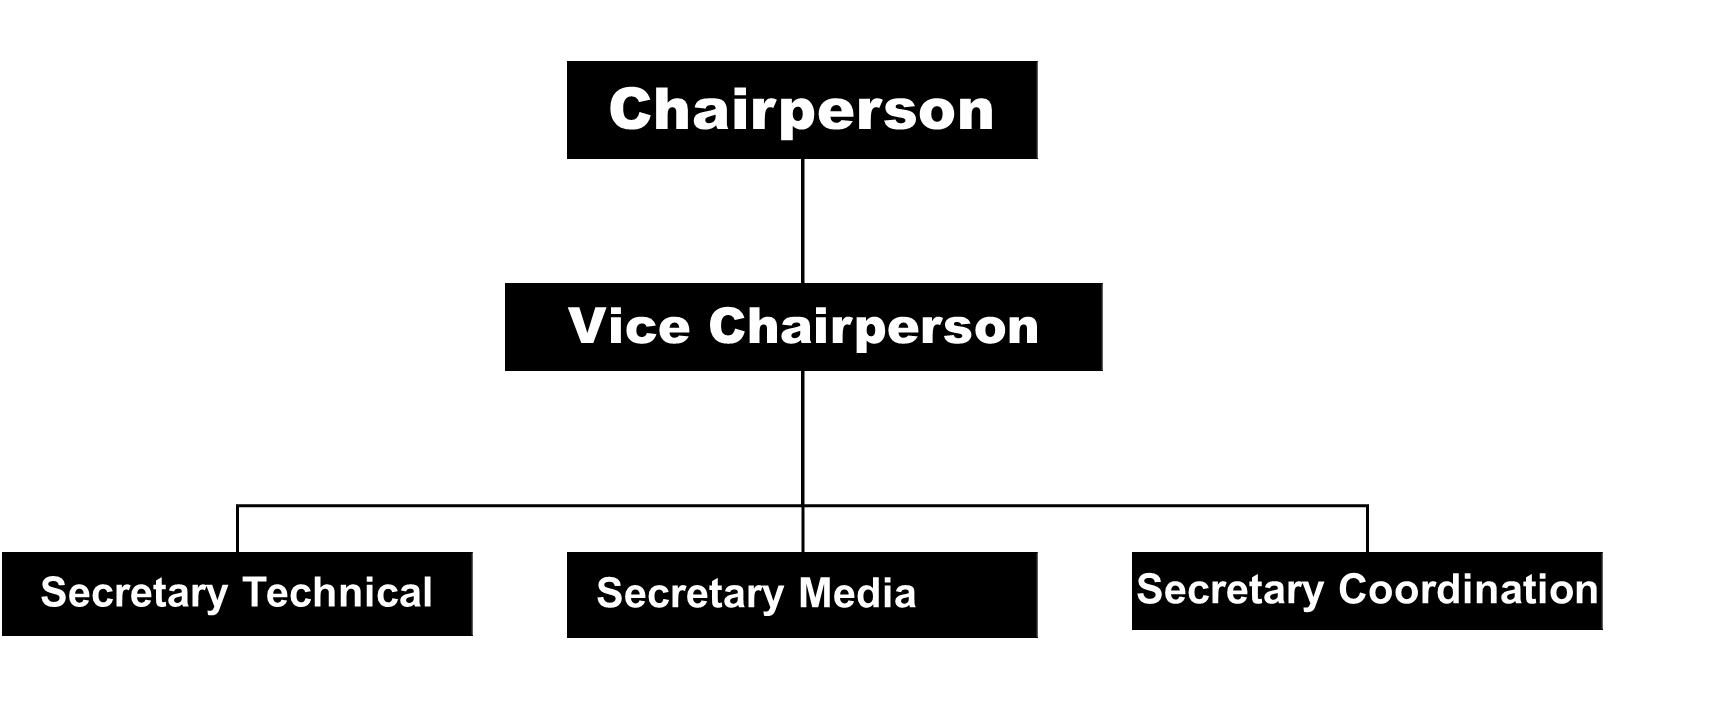 Chairperson
Vice Chairperson
Secretary Technical
Secretary Media
Secretary Coordination